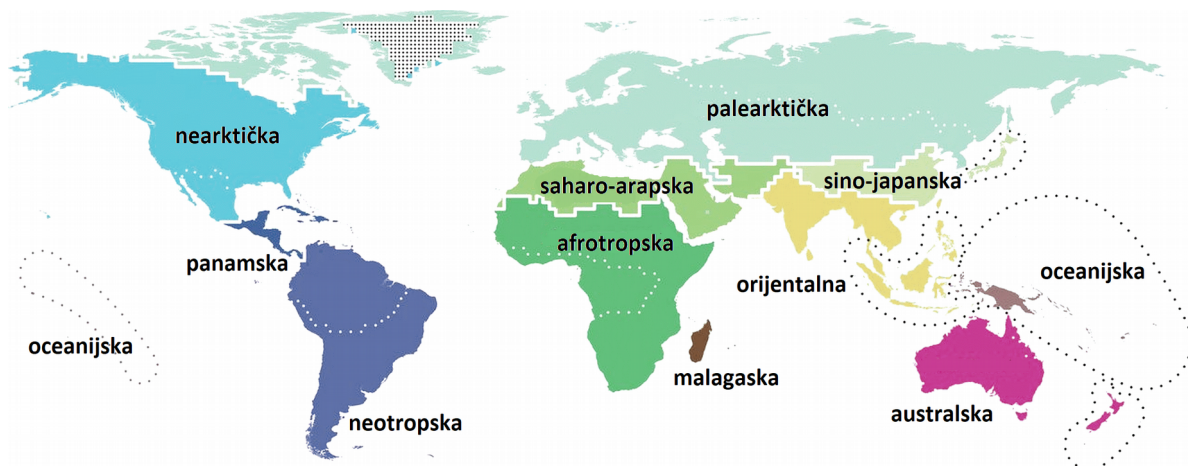 palearktička
nearktička
sino-japanska
saharo-arapska
afrotropska
panamska
orijentalna
oceanijska
oceanijska
malagaska
australska
neotropska